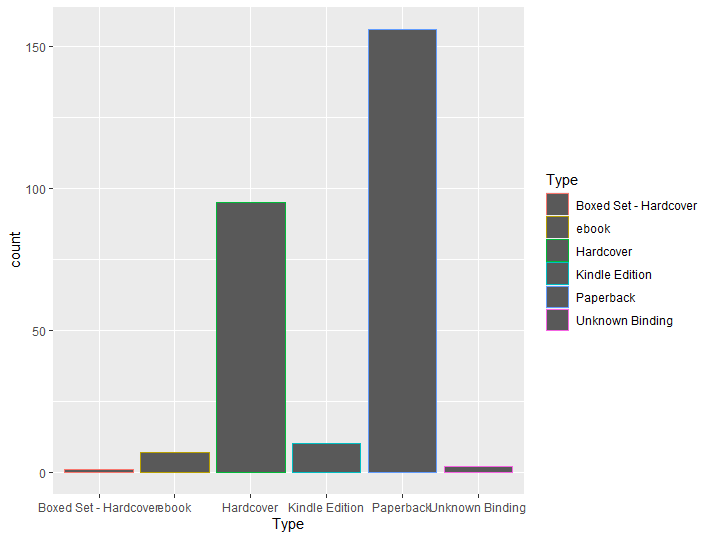 150
100
50
0
count
Boxed Set - Hardcover
ebook
Hardcover
Kindle Edition
Paperback
Unknown Binding
Type
Type
Boxed Set - Hardcover
ebook
Hardcover
Kindle Edition
Paperback
Unknown Binding